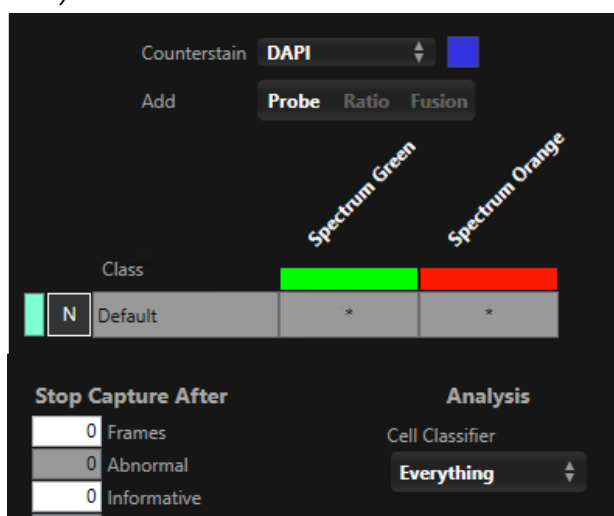 Counterstain DAPI
Add Probe Ratio Fusion
Spectrum Green Spectrum Orange
Class
N Default * *
Stop Capture After Analysis
0 Frames Cell Classifier
0 Abnormal Everything
0 Informative